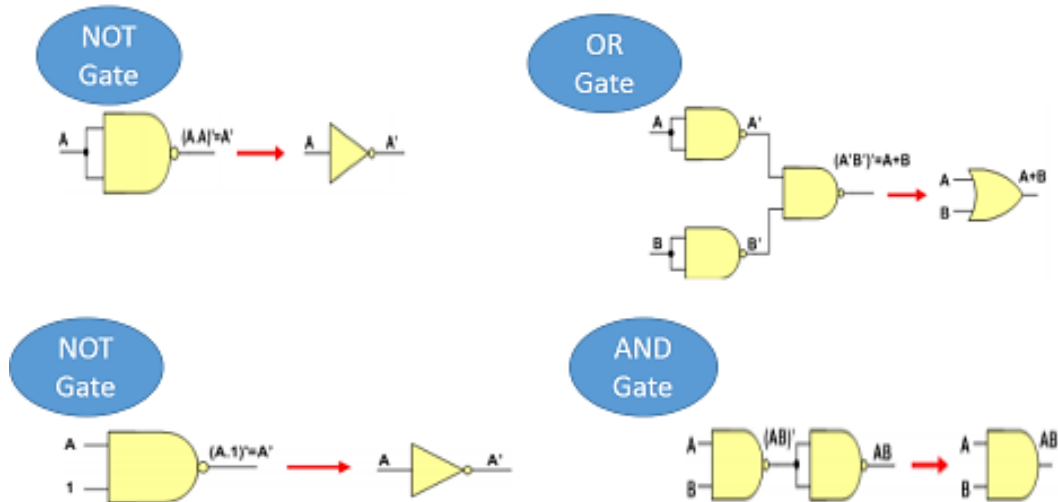 NOT
Gate
A
(A.A)'=A'
A
A'
OR
Gate
A
A'
(A'B')'=A+B
A
A+B
B
B
B'
NOT
Gate
A
(A.1)'=A'
1
A
A'
AND
Gate
A
(AB)'
AB
B
A
AB
B